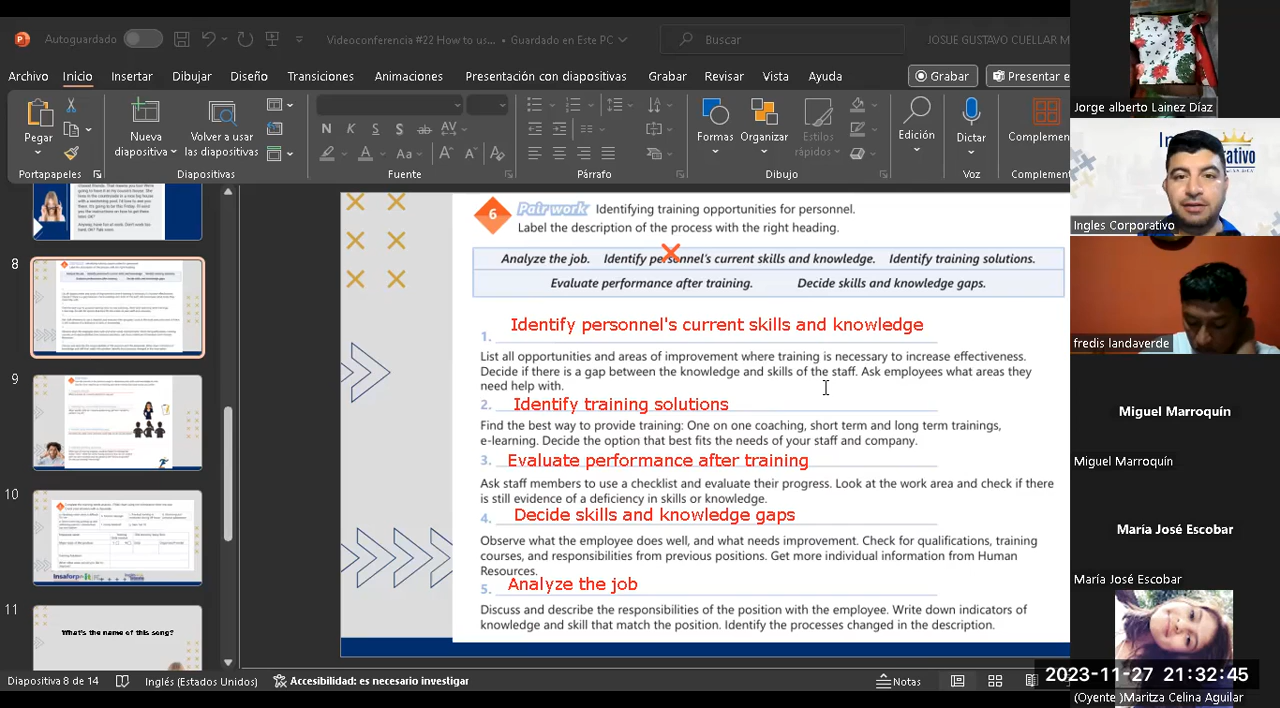 Autoguardado
Videoconferencia #22 how to us... • Guardado en Este PC
Buscar
JOSUE GUSTAVO CUELLAR M
Archivo Inicio Insertar Dibujar Diseño Transiciones Animaciones Presentación con diapositivas Grabar Revisar Vista Ayuda
Grabar
Presentar e
Pegar
Nueva diapositiva
Volver a usar las diapositivas
Formas
Organizar
Estilos rápidos
Edición
Dictar
Complemen
Portapapeles
Diapositivas
Fuente
Párrafo
Dibujo
Voz
Complemen
8
9
10
11
What's the name of this song?
6 Pairwork Identifying training opportunities for personnel.
Label the description of the process with the right heading.
Analyze the job. Identify personnel's current skills and knowledge. Identify training solutions.
Evaluate performance after training. Decide skills and knowledge gaps.
Identify personnel's current skills and knowledge
1.
List all opportunities and areas of improvement where training is necessary to increase effectiveness.
Decide if there is a gap between the knowledge and skills of the staff. Ask employees what areas they
need help with.
2. Identify training solutions
Find the best way to provide training: One on one coaching, short term and long term trainings,
e-learning. Decide the option that best fits the needs of your staff and company.
3. Evaluate performance after training
Ask staff members to use a checklist and evaluate their progress. Look at the work area and check if there
is still evidence of a deficiency in skills or knowledge.
4. Decide skills and knowledge gaps
Observe what the employee does well, and what needs improvement. Check for qualifications, training
courses, and responsibilities from previous positions. Get more individual information from Human
Resources.
5. Analyze the job
Discuss and describe the responsibilities of the position with the employee. Write down indicators of
knowledge and skill that match the position. Identify the processes changed in the description.
Diapositiva 8 de 14
Inglés (Estados Unidos)
Accesibilidad: es necesario investigar
Notas
Jorge alberto Lainez Díaz
Ingles Corporativo
fredis landaverde
Miguel Marroquín
Miguel Marroquín
María José Escobar
María José Escobar
2023-11-27 21:32:45
(Oyente )Maritza Celina Aguilar